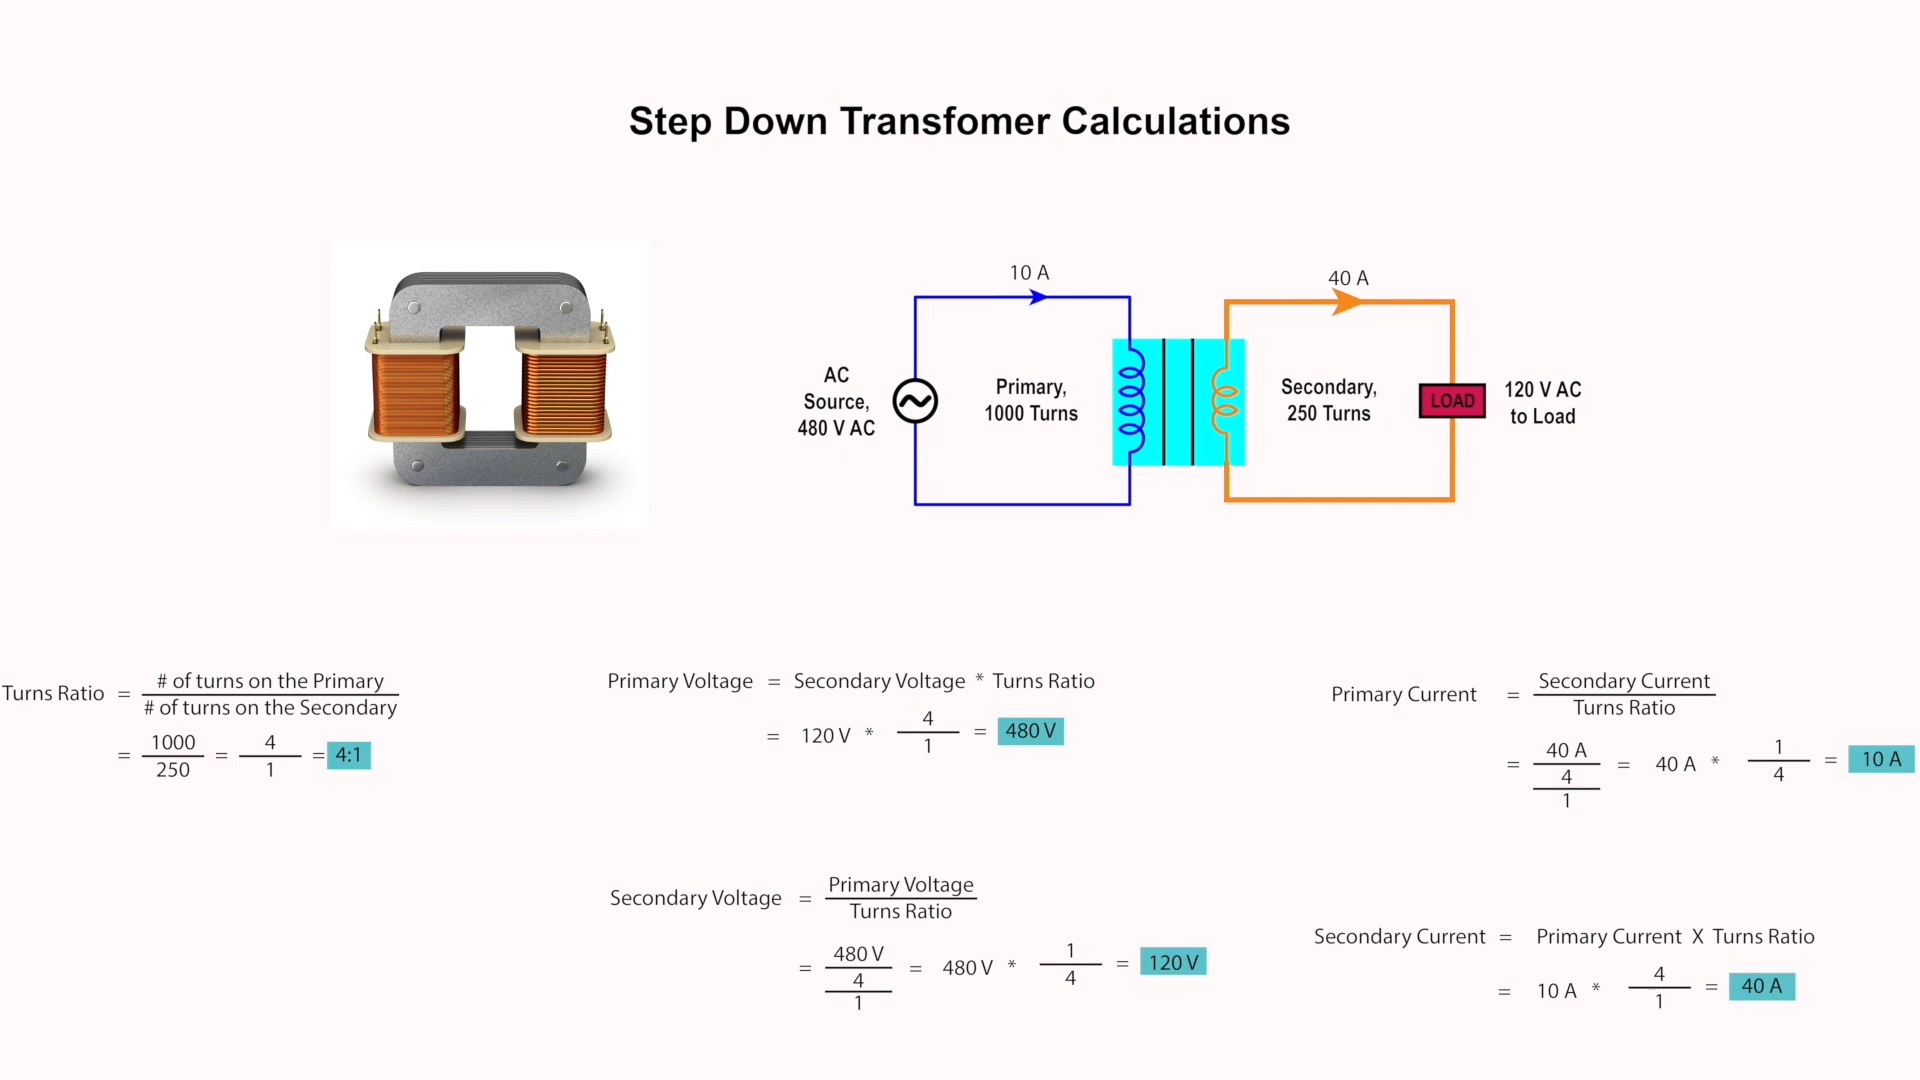 Step Down Transfomer Calculations
10 A
40 A
AC
Source,
480 V AC
Primary,
1000 Turns
Secondary,
250 Turns
LOAD
120 V AC
to Load
Turns Ratio = # of turns on the Primary
# of turns on the Secondary
= 1000 = 4 = 4:1
250 1
Primary Voltage = Secondary Voltage * Turns Ratio
= 120 V * 4 = 480 V
1
Secondary Voltage = Primary Voltage
Turns Ratio
= 480 V = 480 V * 1 = 120 V
4 4
1
Primary Current = Secondary Current
Turns Ratio
= 40 A = 40 A * 1 = 10 A
4 4
1
Secondary Current = Primary Current X Turns Ratio
= 10 A * 4 = 40 A
1